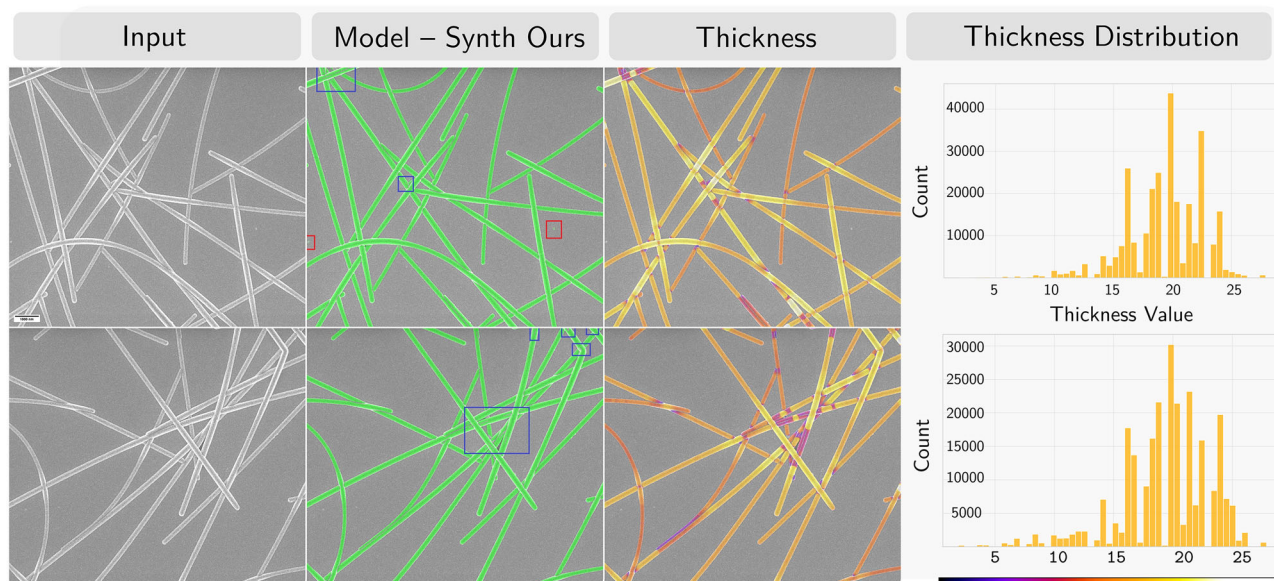 Input
Model – Synth Ours
Thickness
Thickness Distribution
40000
30000
20000
10000
Count
5 10 15 20 25
Thickness Value
30000
25000
20000
15000
10000
5000
Count
5 10 15 20 25